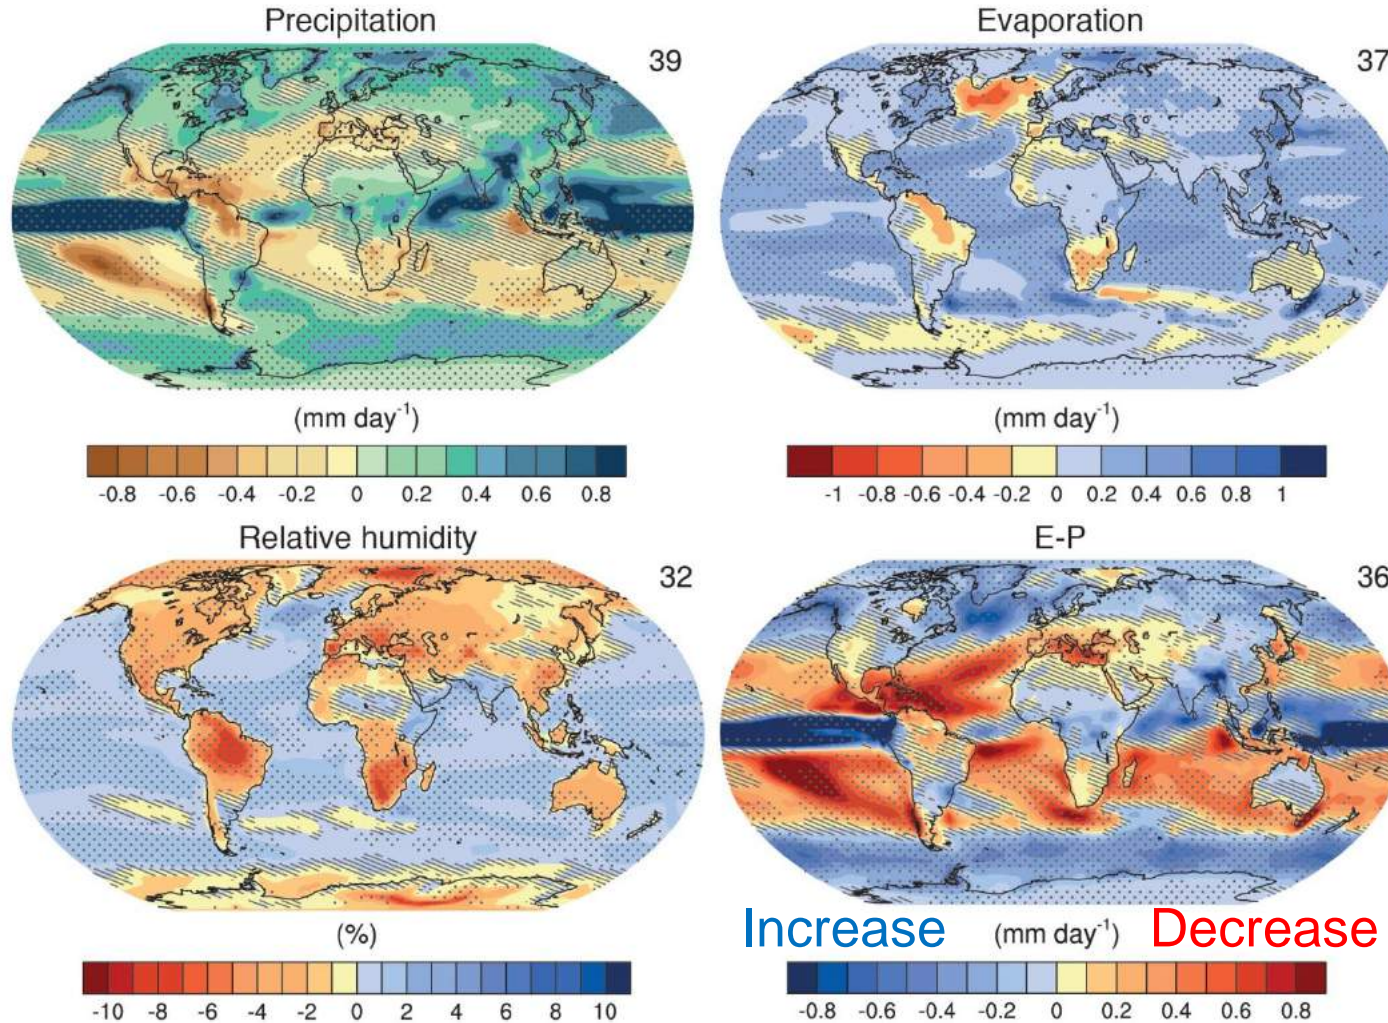 Precipitation
39
(mm day-1)
-0.8 -0.6 -0.4 -0.2 0 0.2 0.4 0.6 0.8
Evaporation
37
(mm day-1)
-1 -0.8 -0.6 -0.4 -0.2 0 0.2 0.4 0.6 0.8 1
Relative humidity
32
(%)
-10 -8 -6 -4 -2 0 2 4 6 8 10
E-P
36
Increase (mm day-1) Decrease
-0.8 -0.6 -0.4 -0.2 0 0.2 0.4 0.6 0.8